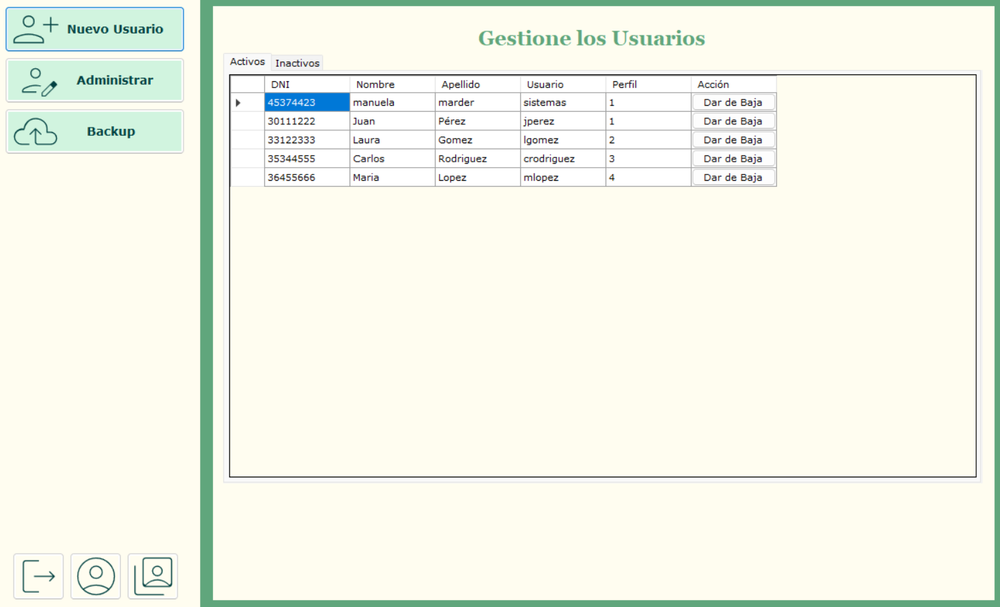 Nuevo Usuario
Administrar
Backup
Gestione los Usuarios
Activos Inactivos
DNI Nombre Apellido Usuario Perfil Acción
45374423 manuela marder sistemas 1 Dar de Baja
30111222 Juan Pérez jperez 1 Dar de Baja
33122333 Laura Gomez lgomez 2 Dar de Baja
35344555 Carlos Rodriguez crodriguez 3 Dar de Baja
36455666 Maria Lopez mlopez 4 Dar de Baja